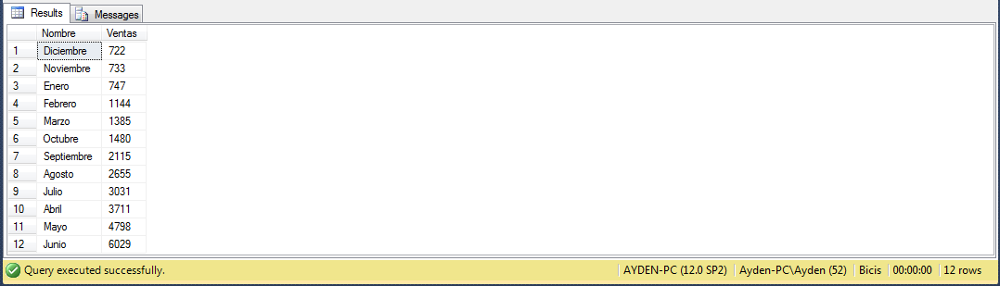 Results Messages
Nombre Ventas
1 Diciembre 722
2 Noviembre 733
3 Enero 747
4 Febrero 1144
5 Marzo 1385
6 Octubre 1480
7 Septiembre 2115
8 Agosto 2655
9 Julio 3031
10 Abril 3711
11 Mayo 4798
12 Junio 6029
Query executed successfully. AYDEN-PC (12.0 SP2) Ayden-PC\Ayden (52) Bicis 00:00:00 12 rows